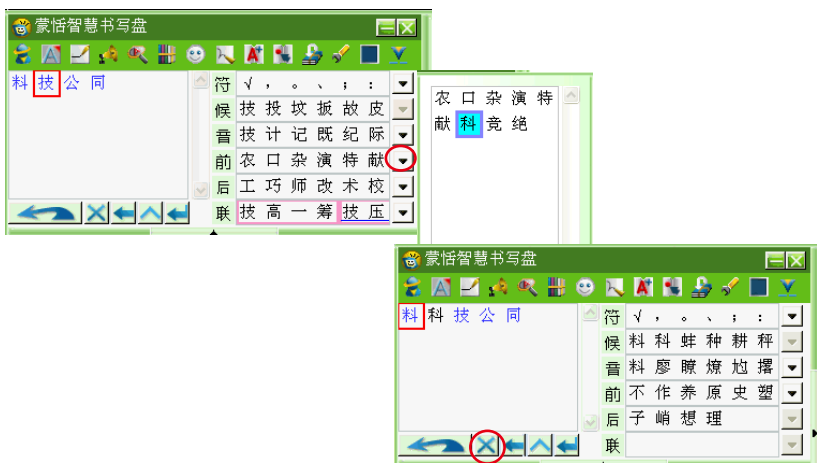 蒙恬智慧书写盘
料 技 公 同
符 √ , 。 、 ; :
候 技 投 坟 扳 故 皮
音 技 计 记 既 纪 际
前 农 口 杂 演 特 献
后 工 巧 师 改 术 校
联 技 高 一 筹 技 压
农 口 杂 演 特
献 科 竞 绝
蒙恬智慧书写盘
料 科 技 公 同
符 √ , 。 、 ; :
候 料 科 蚌 种 耕 秤
音 料 廖 瞭 燎 尥 撂
前 不 作 养 原 史 塑
后 子 峭 想 理
联